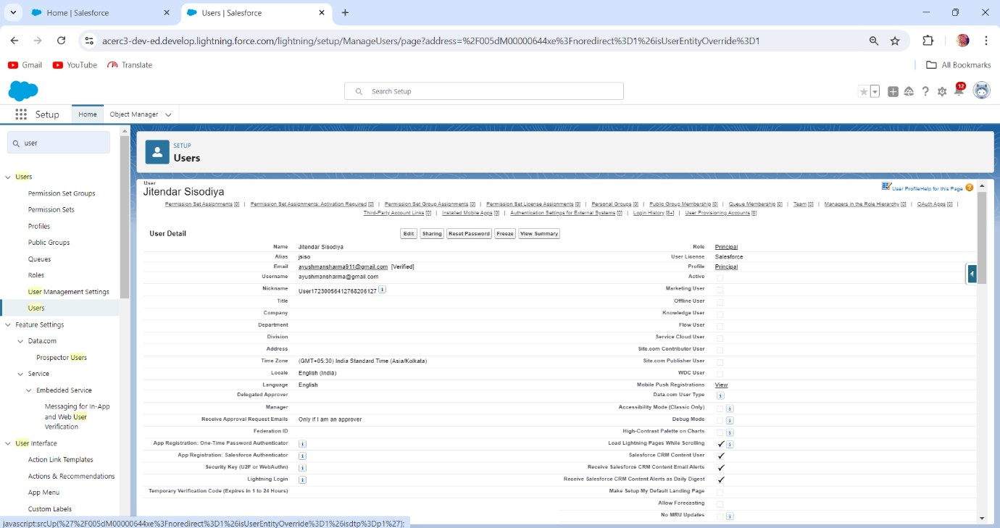 Home | Salesforce
Users | Salesforce
acerc3-dev-ed.develop.lightning.force.com/lightning/setup/ManageUsers/page?address=%2F005dM00000644xe%3Fnoredirect%3D1%26isUserEntityOverride%3D1
Gmail YouTube Translate All Bookmarks
Search Setup
12
Setup Home Object Manager
user
Users
Permission Set Groups
Permission Sets
Profiles
Public Groups
Queues
Roles
User Management Settings
Users
Feature Settings
Data.com
Prospector Users
Service
Embedded Service
Messaging for In-App
and Web User
Verification
User Interface
Action Link Templates
Actions & Recommendations
App Menu
Custom Labels
SETUP
Users
User
Jitendar Sisodiya
User Profile Help for this Page
Permission Set Assignments [0] | Permission Set Assignments: Activation Required [0] | Permission Set Group Assignments [0] | Permission Set License Assignments [0] | Personal Groups [0] | Public Group Membership [0] | Queue Membership [0] | Team [0] | Managers in the Role Hierarchy [0] | OAuth Apps [0] |
Third-Party Account Links [0] | Installed Mobile Apps [0] | Authentication Settings for External Systems [0] | Login History [8+] | User Provisioning Accounts [0]
User Detail Edit Sharing Reset Password Freeze View Summary
Name Jitendar Sisodiya Role Principal
Alias jsiso User License Salesforce
Email ayushmansharma911@gmail.com [Verified] Profile Principal
Username ayushmansharma@gmail.com Active
Nickname User17230056412768206127 i Marketing User
Title Offline User
Company Knowledge User
Department Flow User
Division Service Cloud User
Address Site.com Contributor User
Time Zone (GMT+05:30) India Standard Time (Asia/Kolkata) Site.com Publisher User
Locale English (India) WDC User
Language English Mobile Push Registrations View
Delegated Approver Data.com User Type i
Manager Accessibility Mode (Classic Only) i
Receive Approval Request Emails Only if I am an approver Debug Mode i
Federation ID High-Contrast Palette on Charts i
App Registration: One-Time Password Authenticator i Load Lightning Pages While Scrolling i
App Registration: Salesforce Authenticator i Salesforce CRM Content User
Security Key (U2F or WebAuthn) i Receive Salesforce CRM Content Email Alerts
Lightning Login i Receive Salesforce CRM Content Alerts as Daily Digest
Temporary Verification Code (Expires in 1 to 24 Hours) Make Setup My Default Landing Page
Allow Forecasting
No MRU Updates i
javascript:srcUp(%27%2F005dM00000644xe%3Fnoredirect%3D1%26isUserEntityOverride%3D1%26isdtp%3Dp1%27);